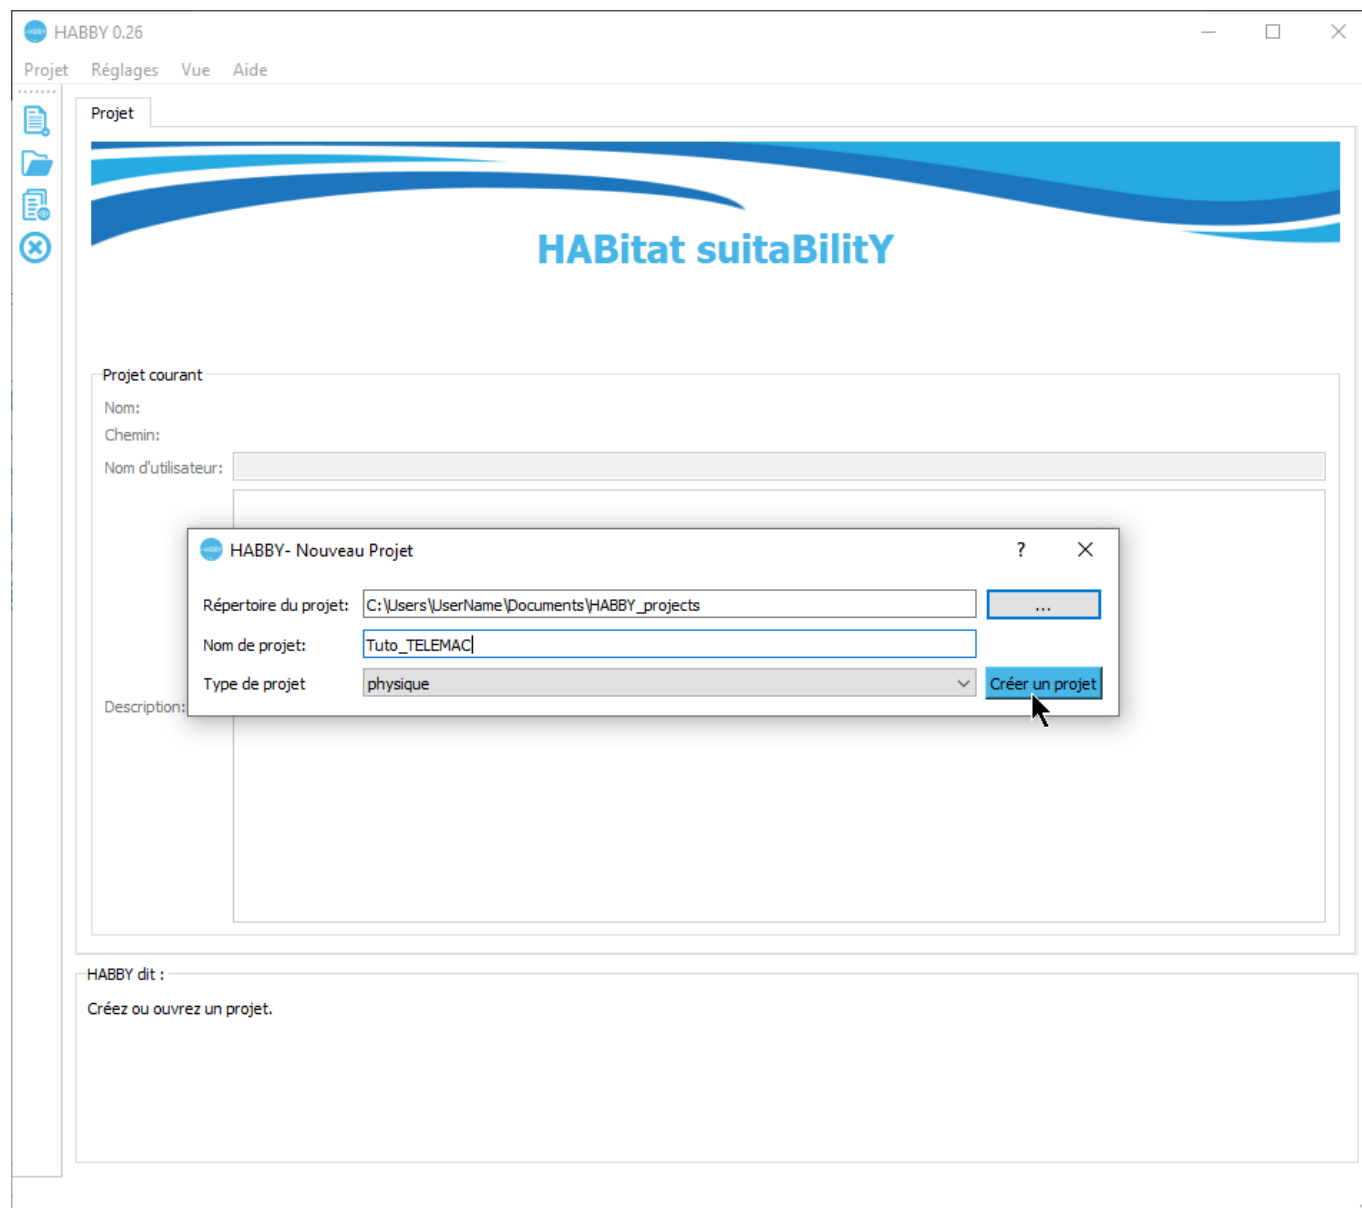 HABBY 0.26
Projet Réglages Vue Aide
Projet
HABitat suitaBilitY
Projet courant
Nom:
Chemin:
Nom d'utilisateur:
HABBY- Nouveau Projet
?
Répertoire du projet: C:\Users\UserName\Documents\HABBY_projects ...
Nom de projet: Tuto_TELEMAC
Type de projet physique Créer un projet
Description:
HABBY dit :
Créez ou ouvrez un projet.